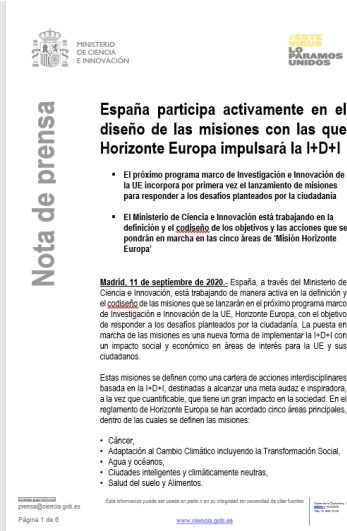 MINISTERIO
DE CIENCIA
E INNOVACIÓN
#ESTE
VIRUS
LO
PARAMOS
UNIDOS
Nota de prensa
España participa activamente en el
diseño de las misiones con las que
Horizonte Europa impulsará la I+D+I
▪ El próximo programa marco de Investigación e Innovación de
la UE incorpora por primera vez el lanzamiento de misiones
para responder a los desafíos planteados por la ciudadanía
▪ El Ministerio de Ciencia e Innovación está trabajando en la
definición y el codiseño de los objetivos y las acciones que se
pondrán en marcha en las cinco áreas de ‘Misión Horizonte
Europa’
Madrid, 11 de septiembre de 2020.- España, a través del Ministerio de
Ciencia e Innovación, está trabajando de manera activa en la definición y
el codiseño de las misiones que se lanzarán en el próximo programa marco
de Investigación e Innovación de la UE, Horizonte Europa, con el objetivo
de responder a los desafíos planteados por la ciudadanía. La puesta en
marcha de las misiones es una nueva forma de implementar la I+D+I con
un impacto social y económico en áreas de interés para la UE y sus
ciudadanos.
Estas misiones se definen como una cartera de acciones interdisciplinares
basada en la I+D+I, destinadas a alcanzar una meta audaz e inspiradora,
a la vez que cuantificable, que tiene un gran impacto en la sociedad. En el
reglamento de Horizonte Europa se han acordado cinco áreas principales,
dentro de las cuales se definen las misiones:
• Cáncer,
• Adaptación al Cambio Climático incluyendo la Transformación Social,
• Agua y océanos,
• Ciudades inteligentes y climáticamente neutras,
• Salud del suelo y Alimentos.
prensa@ciencia.gob.es
Página 1 de 6
Esta información puede ser usada en parte o en su integridad sin necesidad de citar fuentes
www.ciencia.gob.es